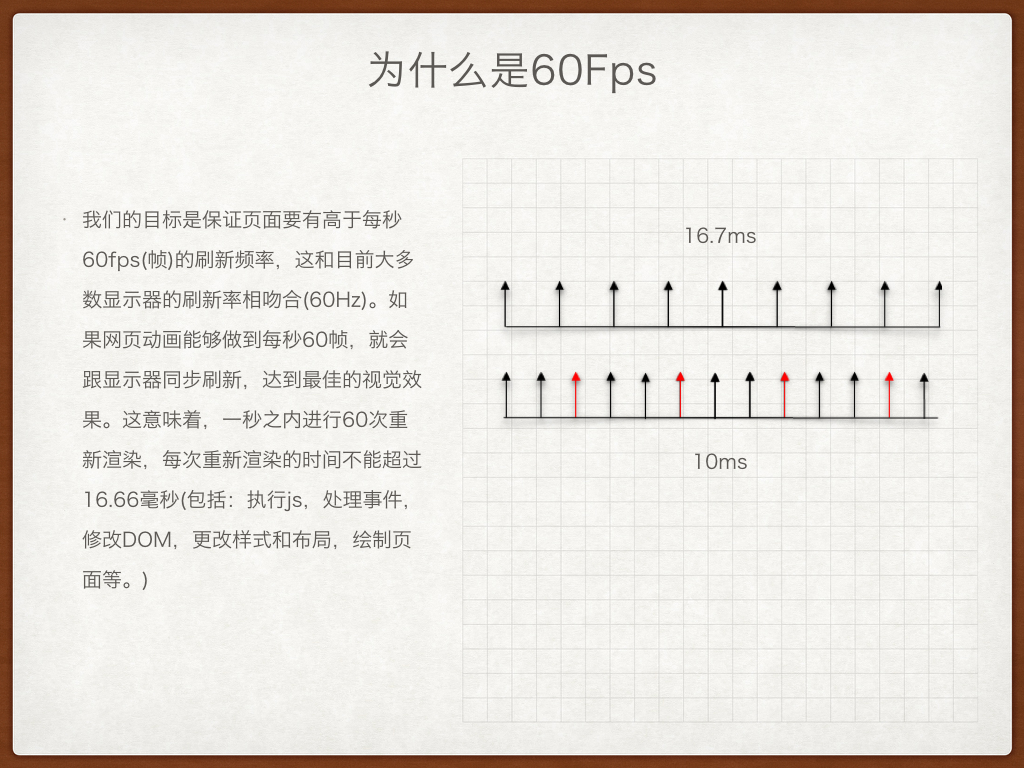 为什么是60Fps
我们的目标是保证页面要有高于每秒
60fps(帧)的刷新频率，这和目前大多
数显示器的刷新率相吻合(60Hz)。如
果网页动画能够做到每秒60帧，就会
跟显示器同步刷新，达到最佳的视觉效
果。这意味着，一秒之内进行60次重
新渲染，每次重新渲染的时间不能超过
16.66毫秒(包括：执行js，处理事件，
修改DOM，更改样式和布局，绘制页
面等。)
16.7ms
10ms